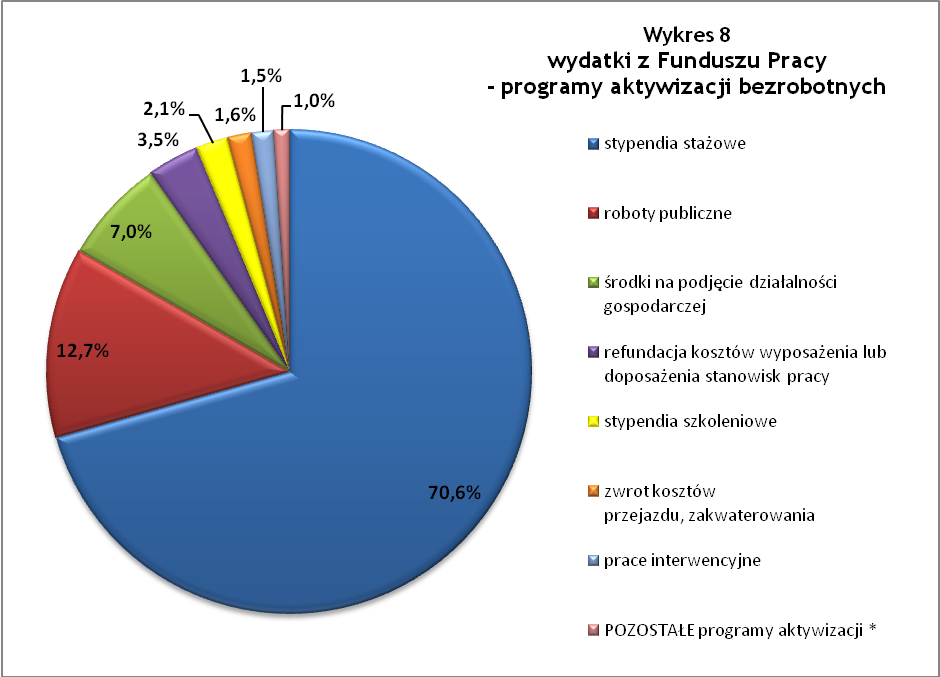 Wykres 8
wydatki z Funduszu Pracy
- programy aktywizacji bezrobotnych
1,5%
1,0%
2,1%
1,6%
3,5%
7,0%
12,7%
70,6%
stypendia stażowe
roboty publiczne
środki na podjęcie działalności
gospodarczej
refundacja kosztów wyposażenia lub
doposażenia stanowisk pracy
stypendia szkoleniowe
zwrot kosztów
przejazdu, zakwaterowania
prace interwencyjne
POZOSTAŁE programy aktywizacji *